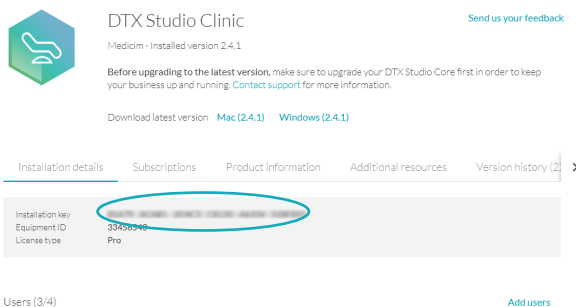 DTX Studio Clinic
Send us your feedback
Medicim · Installed version 2.4.1
Before upgrading to the latest version, make sure to upgrade your DTX Studio Core first in order to keep
your business up and running. Contact support for more information.
Download latest version Mac (2.4.1) Windows (2.4.1)
Installation details Subscriptions Product information Additional resources Version history (2
Installation key
Equipment ID 33456540
License type Pro
Users (3/4) Add users